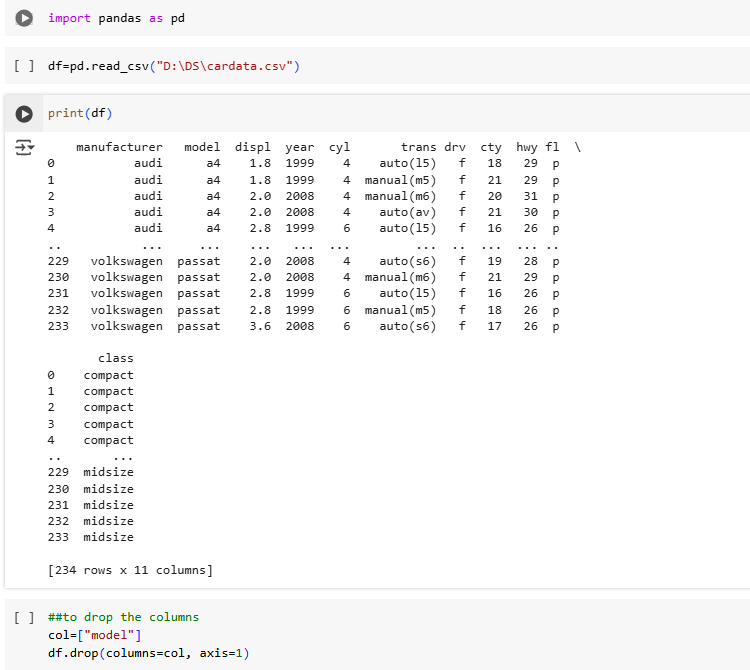 import pandas as pd
[ ] df=pd.read_csv("D:\DS\cardata.csv")
print(df)
manufacturer model displ year cyl trans drv cty hwy fl \
0 audi a4 1.8 1999 4 auto(l5) f 18 29 p
1 audi a4 1.8 1999 4 manual(m5) f 21 29 p
2 audi a4 2.0 2008 4 manual(m6) f 20 31 p
3 audi a4 2.0 2008 4 auto(av) f 21 30 p
4 audi a4 2.8 1999 6 auto(l5) f 16 26 p
.. ... ... ... ... ... ... .. ... ... ..
229 volkswagen passat 2.0 2008 4 auto(s6) f 19 28 p
230 volkswagen passat 2.0 2008 4 manual(m6) f 21 29 p
231 volkswagen passat 2.8 1999 6 auto(l5) f 16 26 p
232 volkswagen passat 2.8 1999 6 manual(m5) f 18 26 p
233 volkswagen passat 3.6 2008 6 auto(s6) f 17 26 p
class
0 compact
1 compact
2 compact
3 compact
4 compact
.. ...
229 midsize
230 midsize
231 midsize
232 midsize
233 midsize
[234 rows x 11 columns]
[ ] ##to drop the columns
col=["model"]
df.drop(columns=col, axis=1)